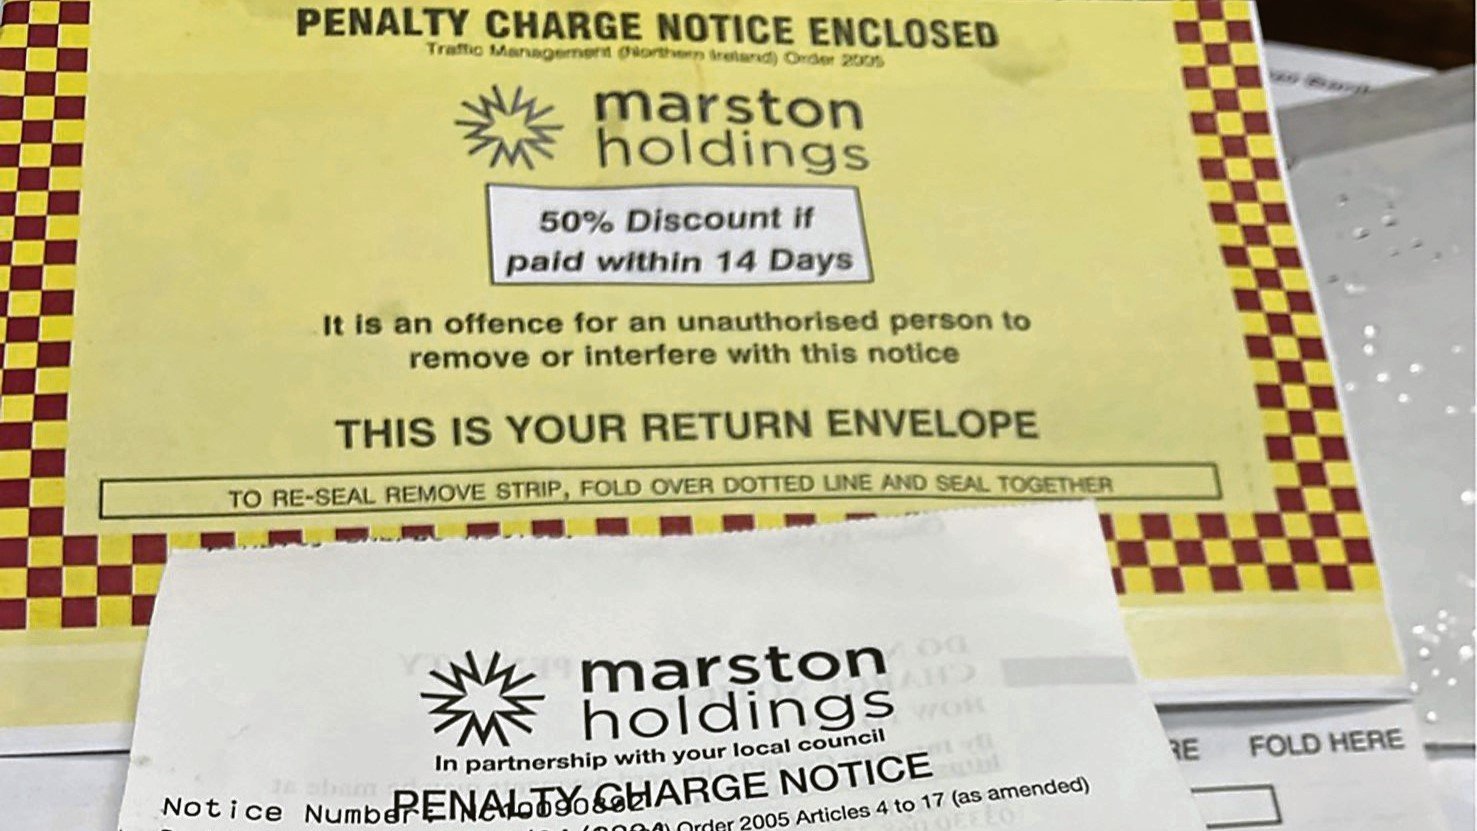 PENALTY CHARGE NOTICE ENCLOSED
Traffic Management (Northern Ireland) Order 2005
marston
holdings
50% Discount if
paid within 14 Days
It is an offence for an unauthorised person to
remove or interfere with this notice
THIS IS YOUR RETURN ENVELOPE
TO RE-SEAL REMOVE STRIP, FOLD OVER DOTTED LINE AND SEAL TOGETHER
marston
holdings
In partnership with your local council
PENALTY CHARGE NOTICE
Notice Number:
Order 2005 Articles 4 to 17 (as amended)
RE FOLD HERE